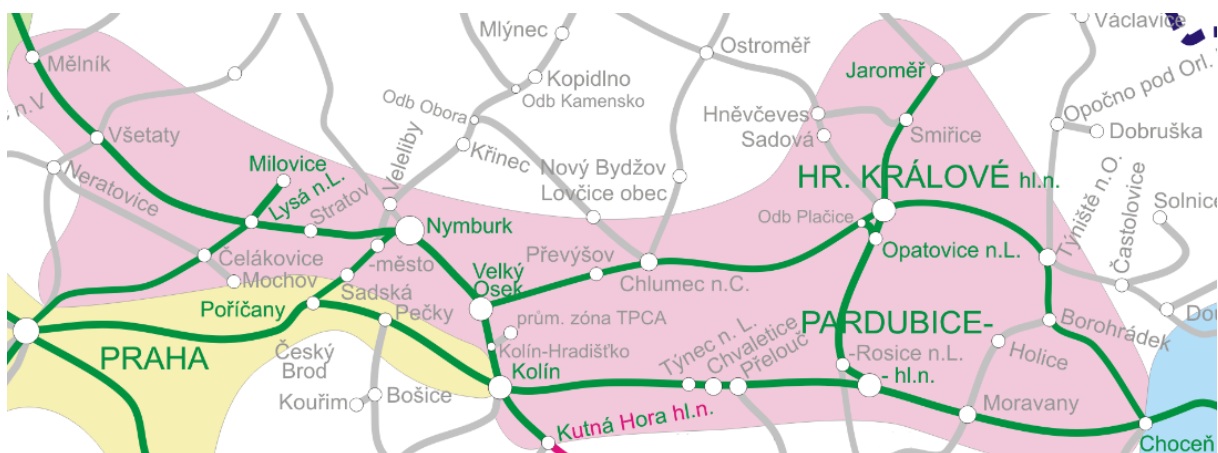 Mělník
c n.V
Všetaty
Neratovice
Milovice
Lysá n.L.
Stratov
Čelákovice
Mochov
Mlýnec
Kopidlno
Odb Kamensko
Odb Obora
Veleliby
Křinec
Nymburk
-město
Sadská
Poříčany
Pečky
PRAHA
Český
Brod
Kouřim
Bošice
Velký
Osek
prům. zóna TPCA
Kolín-Hradišťko
Kolín
Kutná Hora hl.n.
Ostroměř
Nový Bydžov
Lovčice obec
Převýšov
Chlumec n.C.
Hněvčeves
Sadová
Jaroměř
Smiřice
HR. KRÁLOVÉ hl.n.
Odb Plačice
Opatovice n.L.
Týnec n. L.
Chvaletice
Přelouč
PARDUBICE-
-Rosice n.L.
- hl.n.
Václavice
Opočno pod Orl.
Dobruška
Týniště n.O.
Častolovice
Solnice
Dou
Borohrádek
Holice
Moravany
Choceň